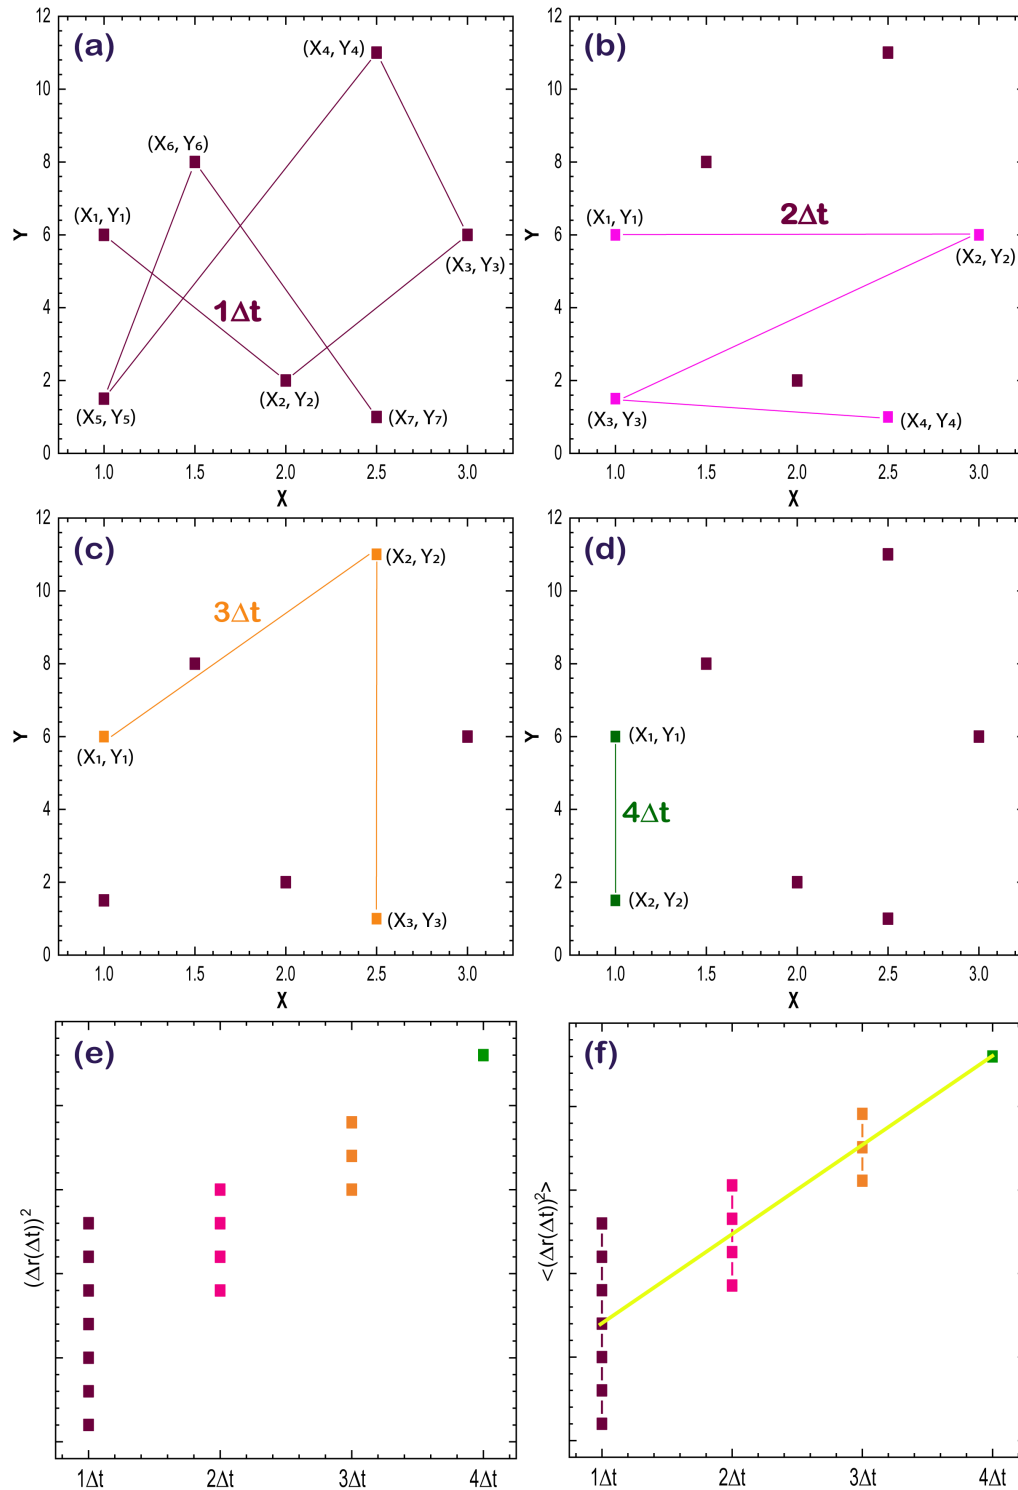 (a)
12
10
8
6
4
2
0
Y
(X₄, Y₄)
(X₆, Y₆)
(X₁, Y₁)
(X₃, Y₃)
1Δt
(X₂, Y₂)
(X₅, Y₅)
(X₇, Y₇)
1.0 1.5 2.0 2.5 3.0
X
(b)
12
10
8
6
4
2
0
Y
(X₁, Y₁)
2Δt
(X₂, Y₂)
(X₃, Y₃)
(X₄, Y₄)
1.0 1.5 2.0 2.5 3.0
X
(c)
12
10
8
6
4
2
0
Y
(X₂, Y₂)
3Δt
(X₁, Y₁)
(X₃, Y₃)
1.0 1.5 2.0 2.5 3.0
X
(d)
12
10
8
6
4
2
0
Y
(X₁, Y₁)
4Δt
(X₂, Y₂)
1.0 1.5 2.0 2.5 3.0
X
(e)
(Δr(Δt))²
1Δt 2Δt 3Δt 4Δt
(f)
<(Δr(Δt))²>
1Δt 2Δt 3Δt 4Δt